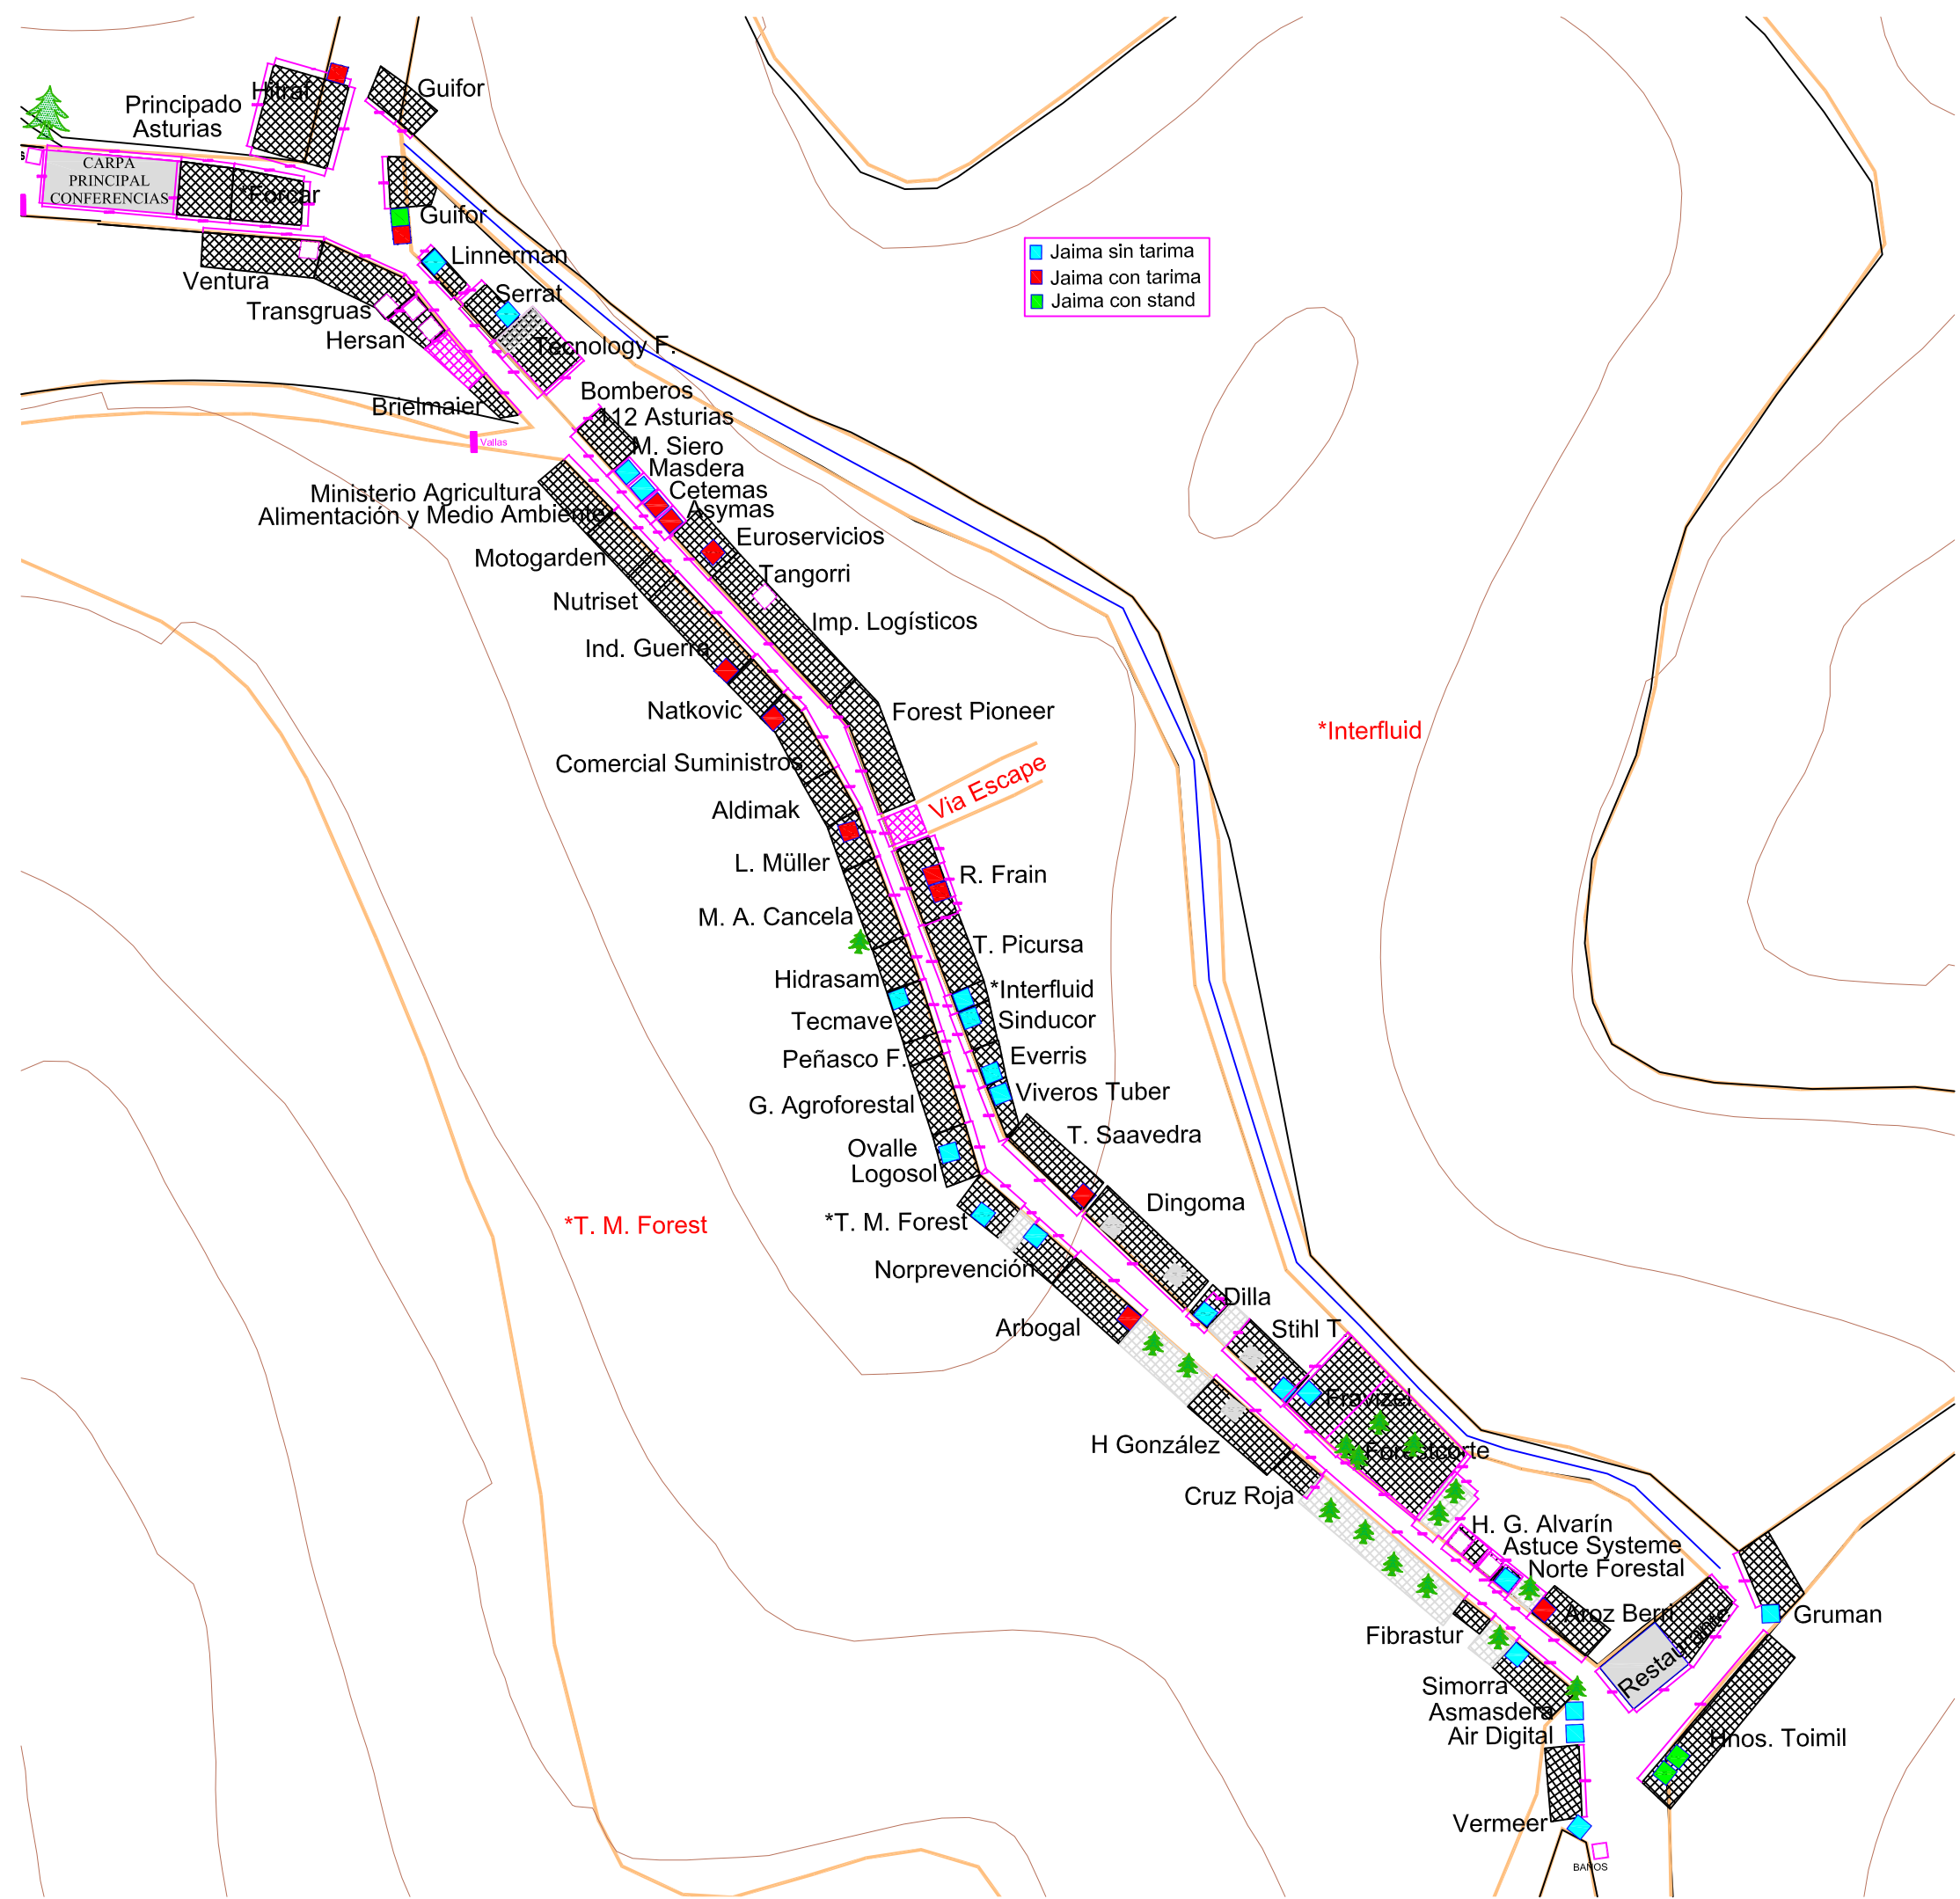 Hitraf
Guifor
Principado
Asturias
CARPA
PRINCIPAL
CONFERENCIAS
*Forcar
Guifor
Linnerman
Ventura
Serrat
Transgruas
Hersan
Tecnology F.
Jaima sin tarima
Jaima con tarima
Jaima con stand
Bomberos
112 Asturias
Brielmaier
Vallas
M. Siero
Masdera
Cetemas
Asymas
Ministerio Agricultura
Alimentación y Medio Ambiente
Euroservicios
Motogarden
Tangorri
Nutriset
Imp. Logísticos
Ind. Guerra
Natkovic
Forest Pioneer
*Interfluid
Comercial Suministros
Via Escape
Aldimak
L. Müller
R. Frain
M. A. Cancela
T. Picursa
Hidrasam
*Interfluid
Tecmave
Sinducor
Peñasco F.
Everris
Viveros Tuber
G. Agroforestal
T. Saavedra
Ovalle
Logosol
Dingoma
*T. M. Forest
*T. M. Forest
Norprevención
Dilla
Arbogal
Stihl T
Fravizel
H González
Forestcorte
Cruz Roja
H. G. Alvarín
Astuce Systeme
Norte Forestal
Aroz Berri
Gruman
Fibrastur
Restaurante
Simorra
Asmasdera
Air Digital
Hnos. Toimil
Vermeer
BAÑOS